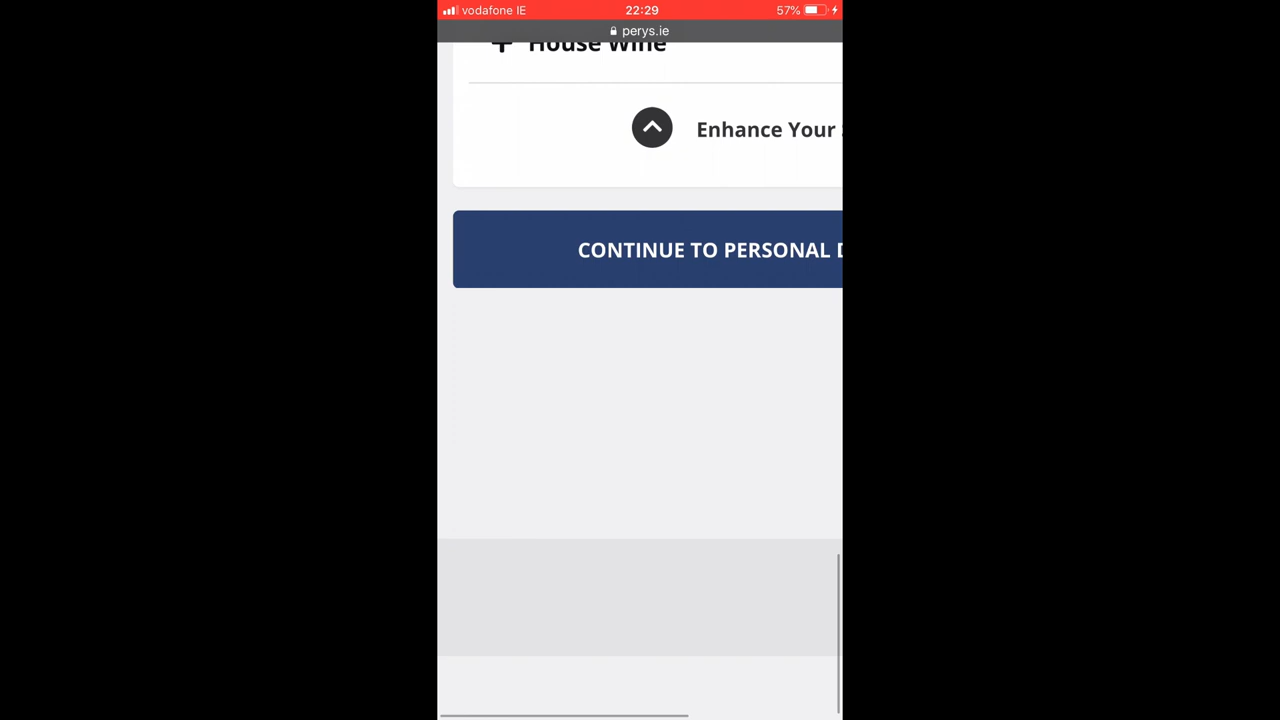 vodafone IE 22:29 57%
perys.ie
House Wine
Enhance Your
CONTINUE TO PERSONAL